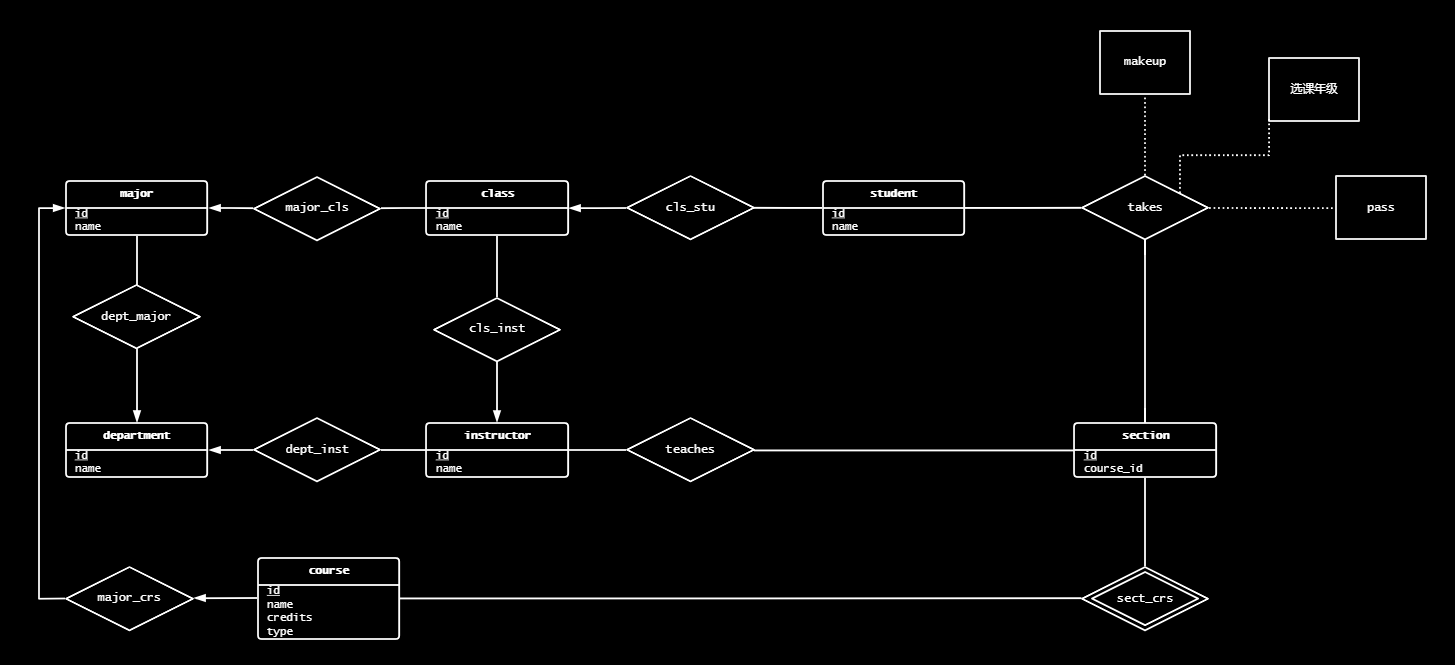 makeup
选课年级
major
id
name
major_cls
class
id
name
cls_stu
student
id
name
takes
pass
dept_major
cls_inst
department
id
name
dept_inst
instructor
id
name
teaches
section
id
course_id
major_crs
course
id
name
credits
type
sect_crs